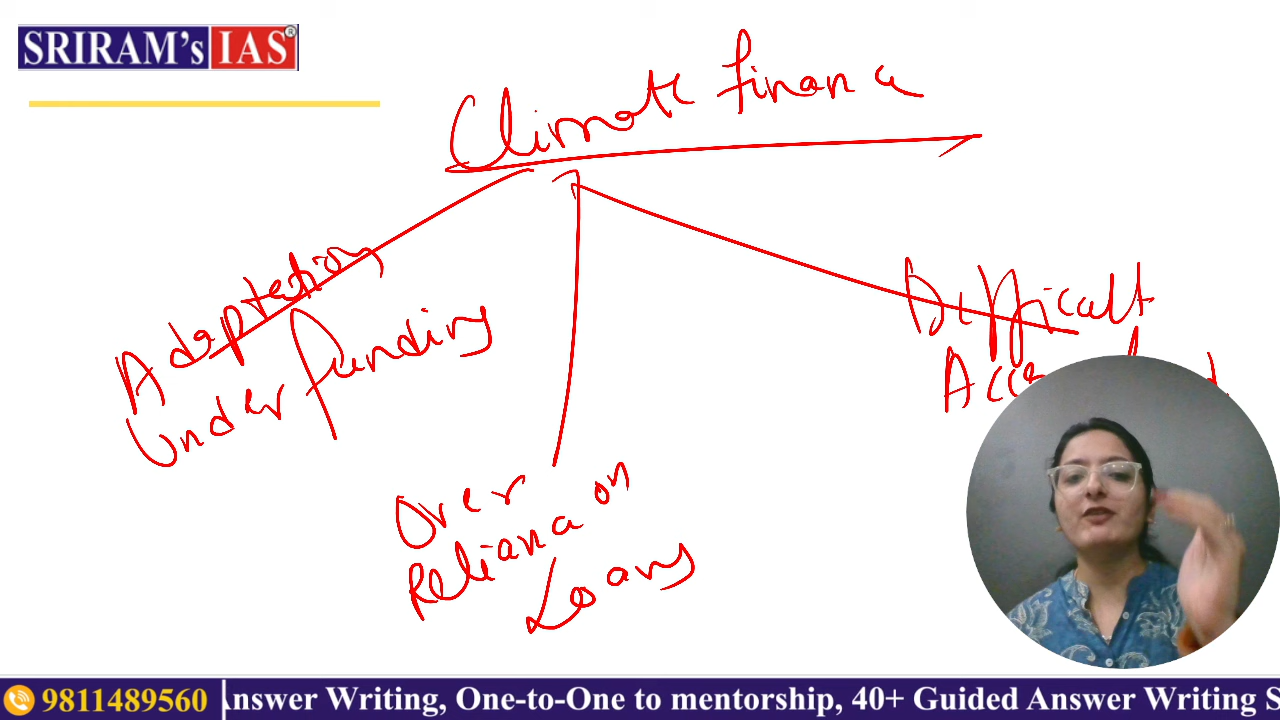 SRIRAM's IAS®
Climate finance
Adaptation
Under funding
Over
Reliance on
Loans
Difficult
9811489560
Answer Writing, One-to-One to mentorship, 40+ Guided Answer Writing S